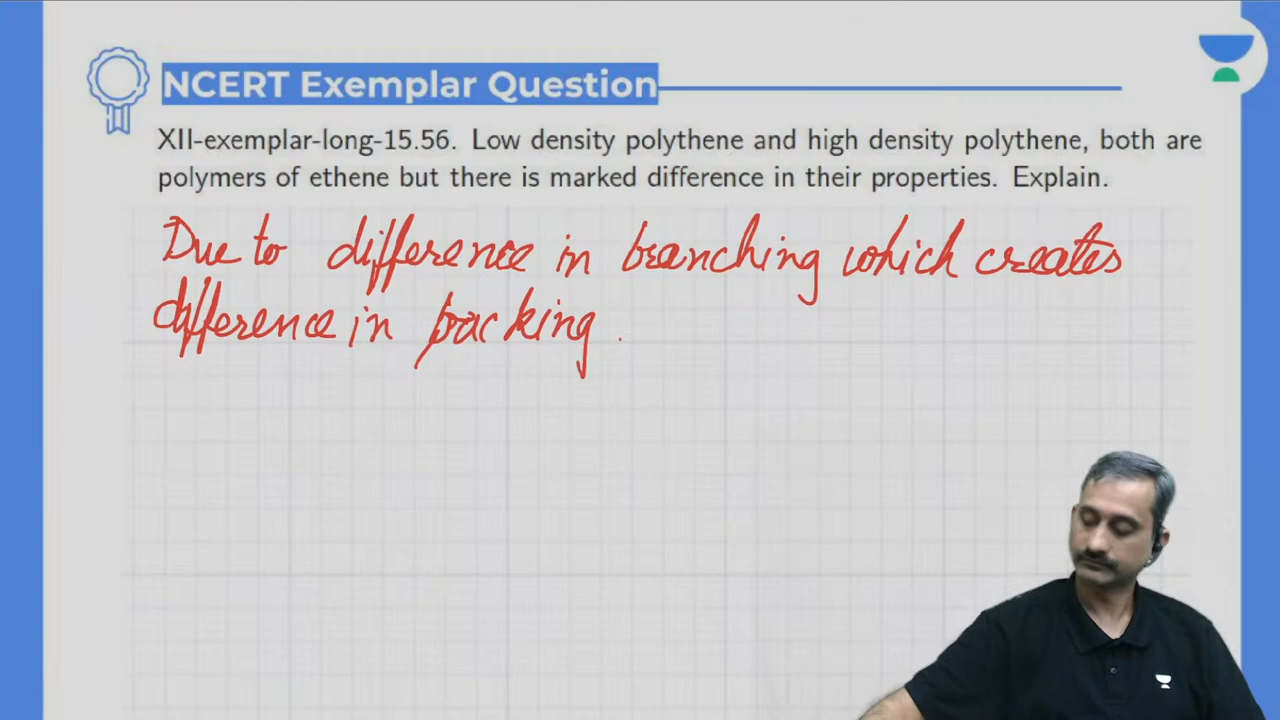 NCERT Exemplar Question
XII-exemplar-long-15.56. Low density polythene and high density polythene, both are
polymers of ethene but there is marked difference in their properties. Explain.
Due to difference in branching which creates
difference in packing.